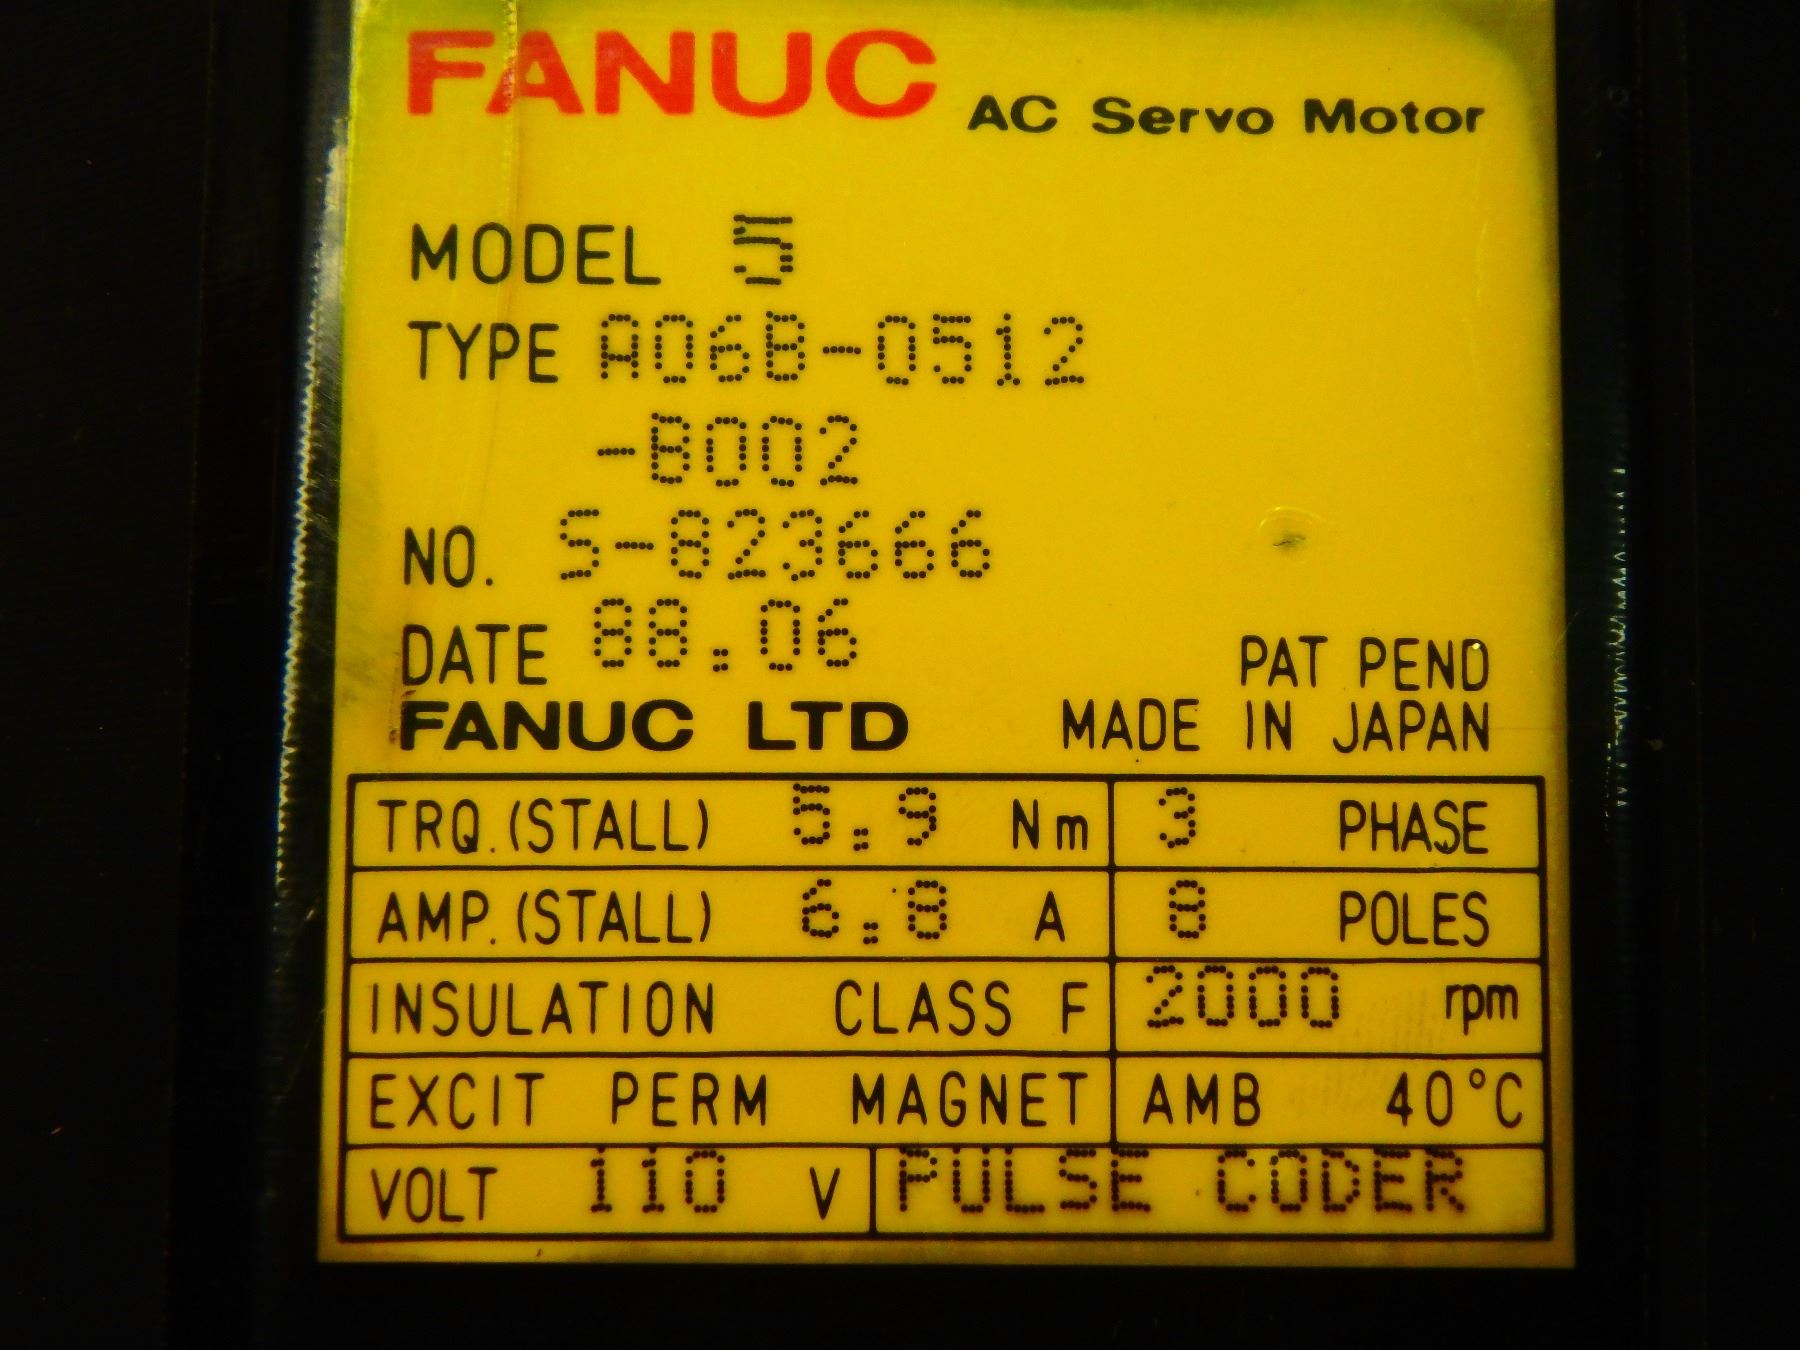 FANUC AC Servo Motor
MODEL 5
TYPE A06B-0512
-B002
NO. S-823666
DATE 88.06
PAT PEND
FANUC LTD MADE IN JAPAN
TRQ.(STALL) 5.9 Nm 3 PHASE
AMP.(STALL) 6.8 A 8 POLES
INSULATION CLASS F 2000 rpm
EXCIT PERM MAGNET AMB 40°C
VOLT 110 V PULSE CODER